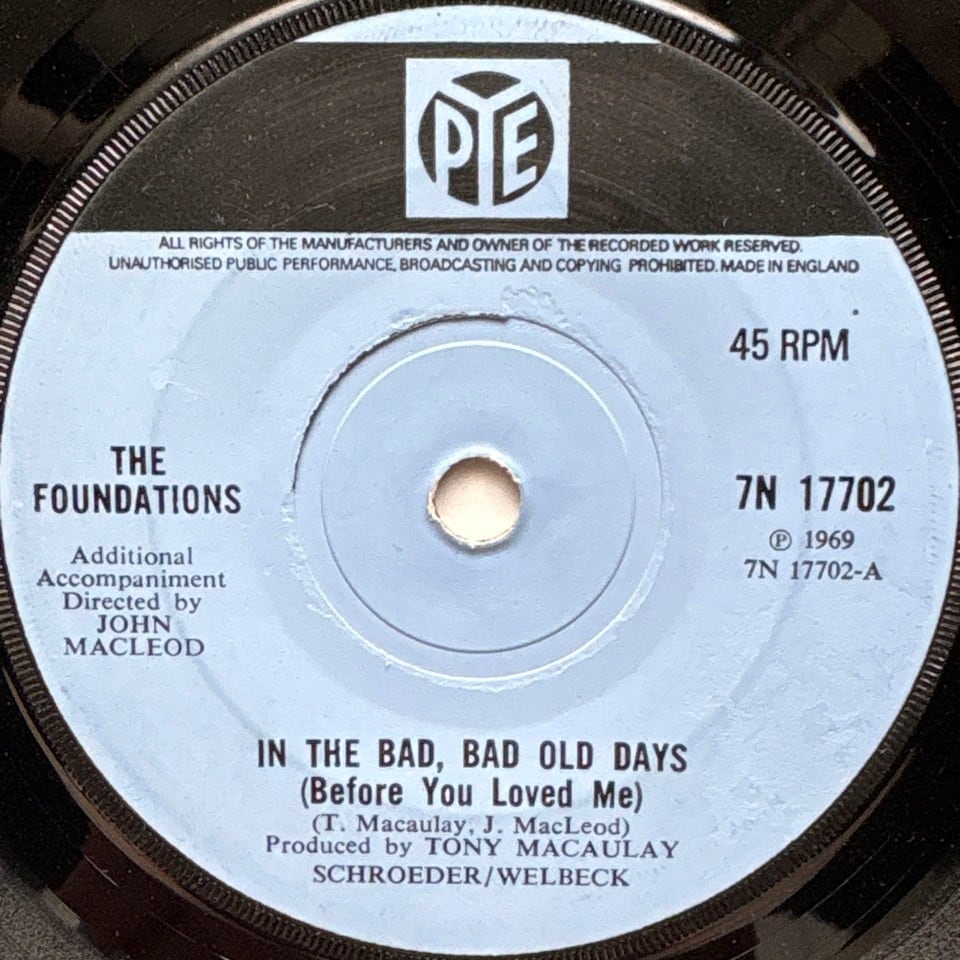 PYE
ALL RIGHTS OF THE MANUFACTURERS AND OWNER OF THE RECORDED WORK RESERVED.
UNAUTHORISED PUBLIC PERFORMANCE, BROADCASTING AND COPYING PROHIBITED. MADE IN ENGLAND
45 RPM
THE
FOUNDATIONS
Additional
Accompaniment
Directed by
JOHN
MACLEOD
7N 17702
℗ 1969
7N 17702-A
IN THE BAD, BAD OLD DAYS
(Before You Loved Me)
(T. Macaulay, J. MacLeod)
Produced by TONY MACAULAY
SCHROEDER/WELBECK